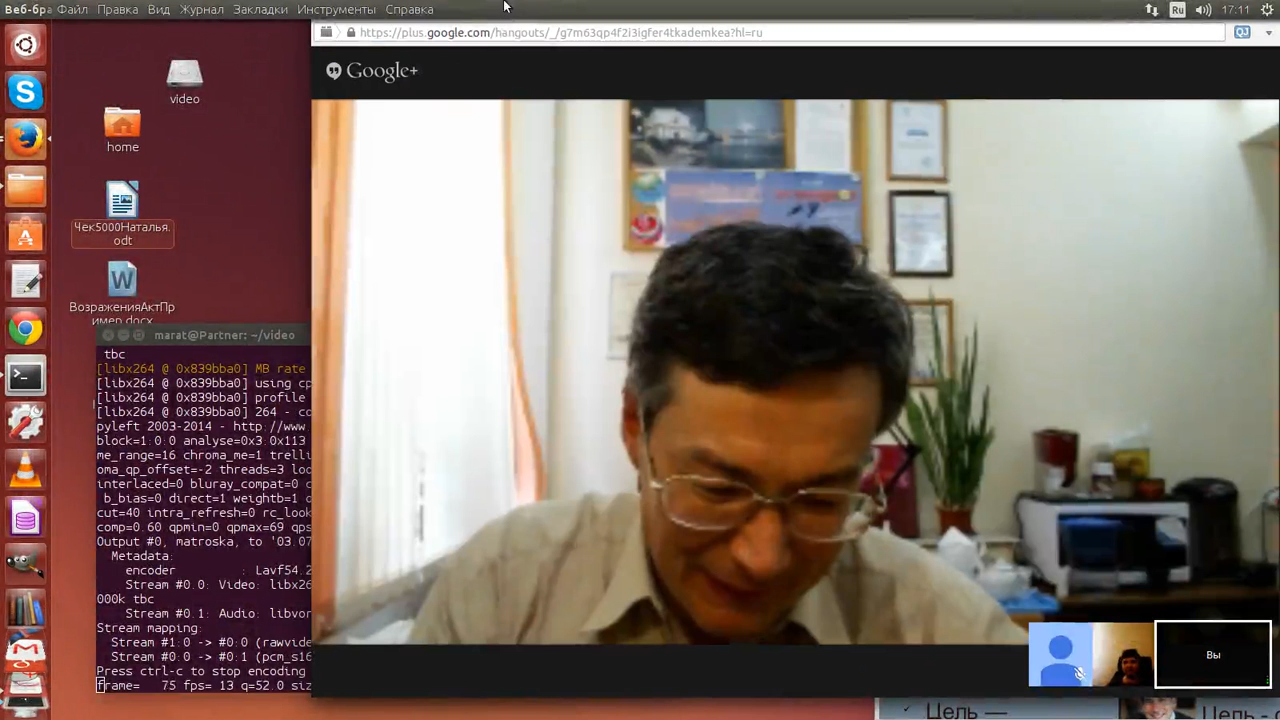 Веб-бра Файл Правка Вид Журнал Закладки Инструменты Справка
Ru
17:11
https://plus.google.com/hangouts/_/g7m63qp4f2i3igfer4tkademkea?hl=ru
Google+
video
home
Чек5000Наталья.
odt
ВозраженияАктПр
имер.docx
marat@Partner: ~/video
tbc
[libx264 @ 0x839bba0] MB rate
[libx264 @ 0x839bba0] using cp
[libx264 @ 0x839bba0] profile
[libx264 @ 0x839bba0] 264 - co
pyleft 2003-2014 - http://www.
block=1:0:0 analyse=0x3:0x113
me_range=16 chroma_me=1 trelli
oma_qp_offset=-2 threads=3 loo
interlaced=0 bluray_compat=0
b_bias=0 direct=1 weightb=1 o
cut=40 intra_refresh=0 rc_look
comp=0.60 qpmin=0 qpmax=69 qps
Output #0, matroska, to '03.07
Metadata:
encoder : Lavf54.2
Stream #0.0: Video: libx26
000k tbc
Stream #0.1: Audio: libvor
Stream mapping:
Stream #1:0 -> #0:0 (rawvide
Stream #0:0 -> #0:1 (pcm_s16
Press ctrl-c to stop encoding
frame= 75 fps= 13 q=52.0 siz
Вы
✓ Цель —
Цель - с